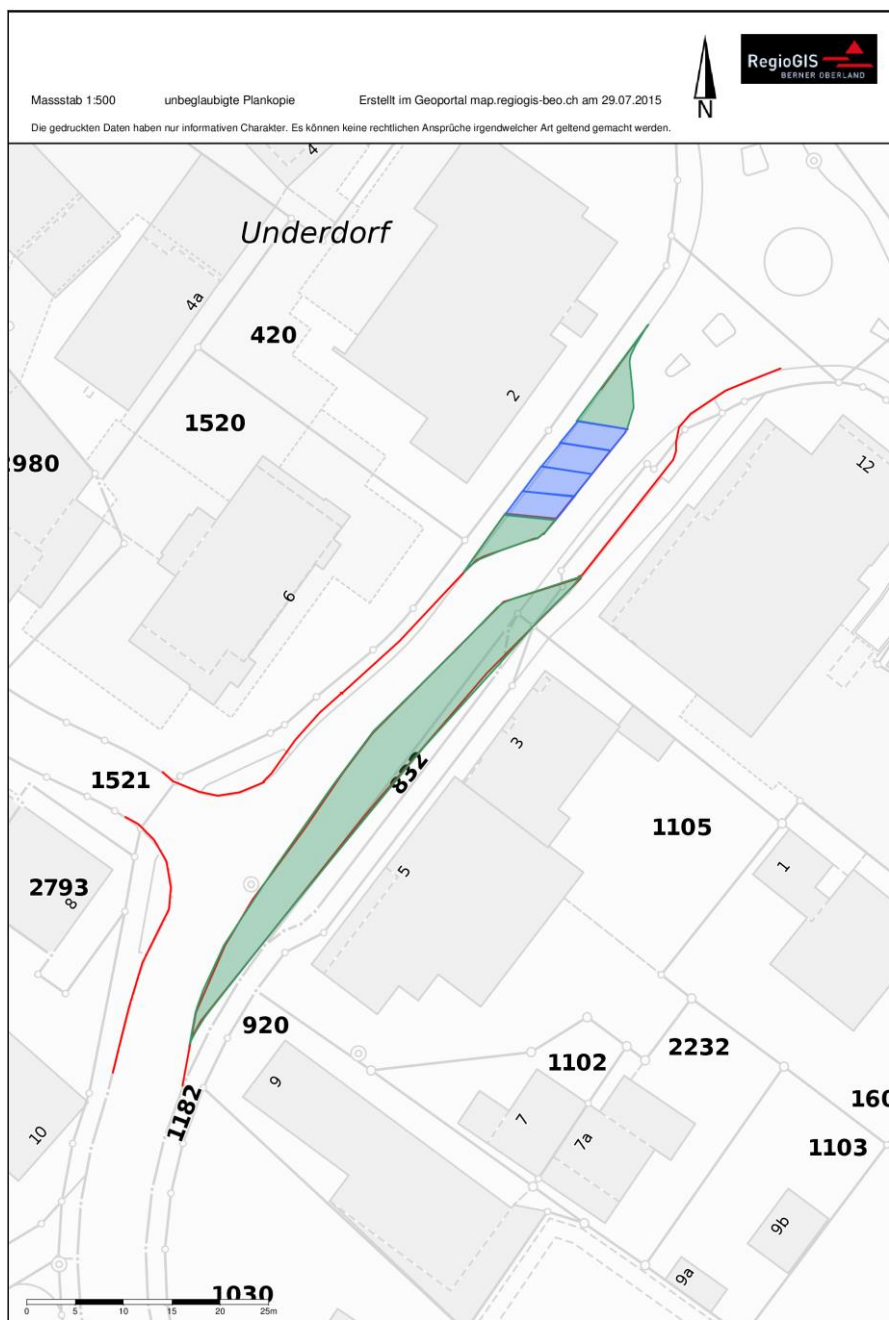 RegioGIS
BERNER OBERLAND
Massstab 1:500 unbeglaubigte Plankopie Erstellt im Geoportal map.regiogis-beo.ch am 29.07.2015
N
Die gedruckten Daten haben nur informativen Charakter. Es können keine rechtlichen Ansprüche irgendwelcher Art geltend gemacht werden.
4
Underdorf
4a
420
2
1520
2980
12
6
3
832
1521
1105
5
1
2793
8
920
2232
1102
9
1182
160
7
7a
1103
10
9b
9a
1030
0 5 10 15 20 25m